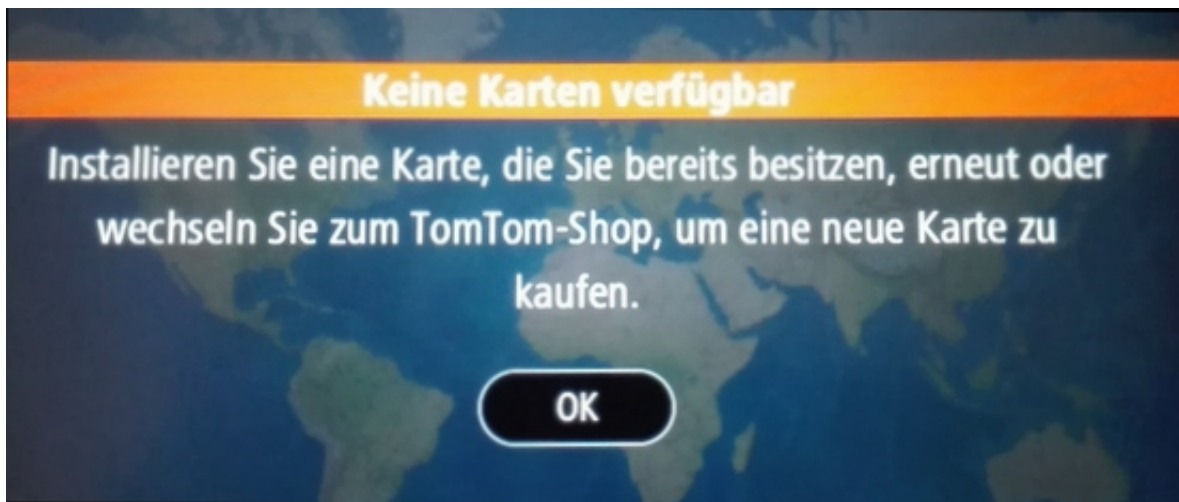 Keine Karten verfügbar
Installieren Sie eine Karte, die Sie bereits besitzen, erneut oder
wechseln Sie zum TomTom-Shop, um eine neue Karte zu
kaufen.
OK